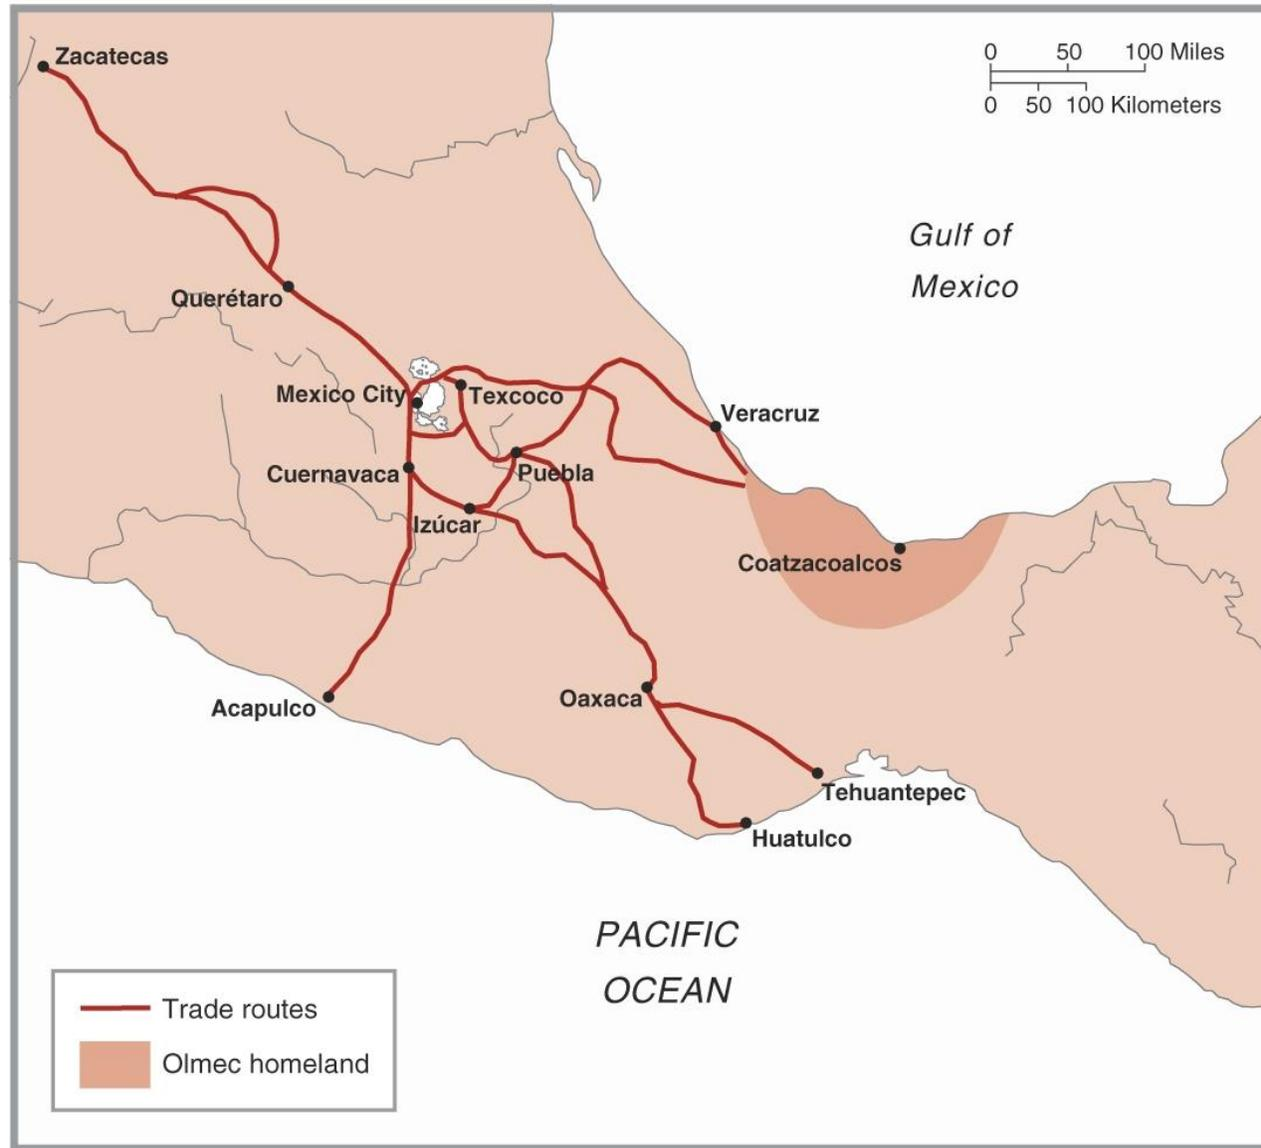 Zacatecas
0 50 100 Miles
0 50 100 Kilometers
Gulf of
Mexico
Querétaro
Mexico City
Texcoco
Veracruz
Cuernavaca
Puebla
Izúcar
Coatzacoalcos
Acapulco
Oaxaca
Tehuantepec
Huatulco
PACIFIC
OCEAN
Trade routes
Olmec homeland